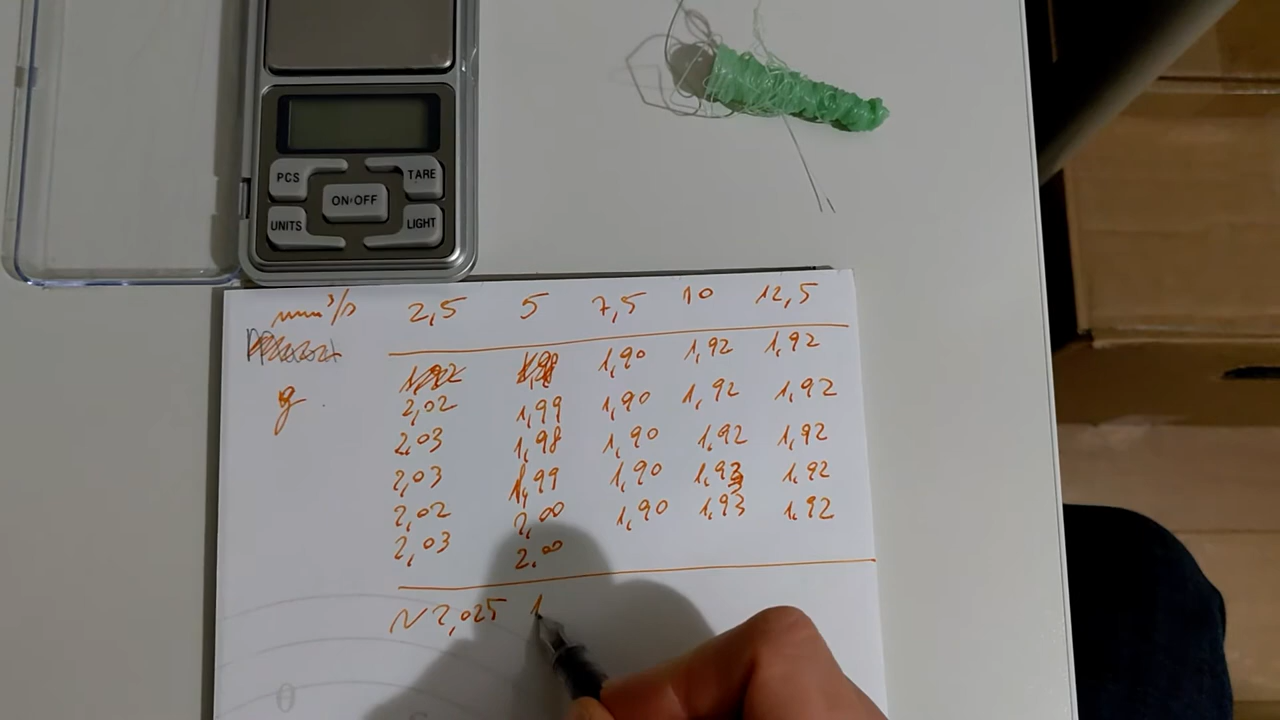 PCS
TARE
ON·OFF
UNITS
LIGHT
mm³/s 2,5 5 7,5 10 12,5
1,90 1,92 1,92
g 2,02 1,99 1,90 1,92 1,92
2,03 1,98 1,90 1,92 1,92
2,03 1,99 1,90 1,93 1,92
2,02 2,00 1,90 1,93 1,92
2,03 2,00
~2,025 1